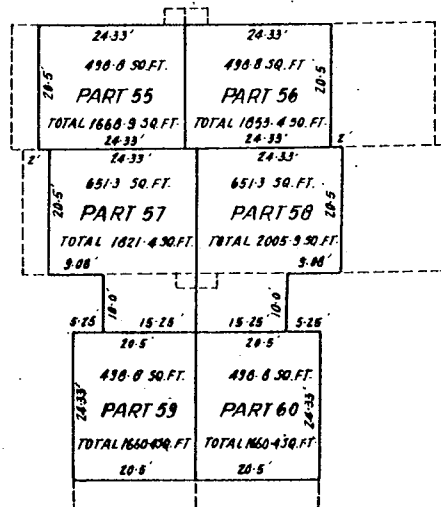 24.33' 24.33'
498.8 SQ.FT. 498.8 SQ.FT.
20.5' PART 55 PART 56 20.5'
TOTAL 1668.9 SQ.FT. TOTAL 1853.4 SQ.FT.
24.33' 24.33'
2' 24.33' 24.33' 2'
651.3 SQ.FT. 651.3 SQ.FT.
20.5' PART 57 PART 58 20.5'
TOTAL 1821.4 SQ.FT. TOTAL 2005.9 SQ.FT.
9.08' 9.08'
10.0' 10.0'
5.25' 15.25' 15.25' 5.25'
20.5' 20.5'
498.8 SQ.FT. 498.8 SQ.FT.
24.33' PART 59 PART 60 24.33'
TOTAL 1660.4 SQ.FT. TOTAL 1660.4 SQ.FT.
20.5' 20.5'